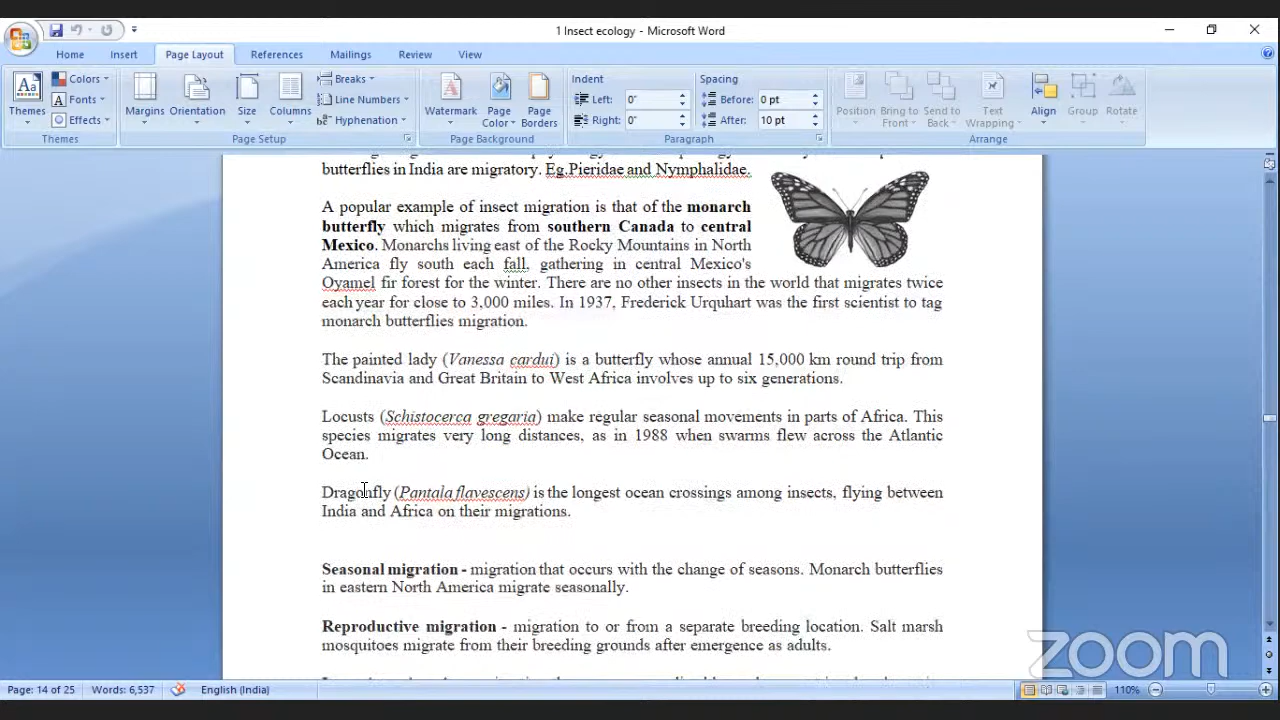 1 Insect ecology - Microsoft Word
Home Insert Page Layout References Mailings Review View
Themes
Colors
Fonts
Effects
Themes
Margins Orientation Size Columns
Breaks
Line Numbers
Hyphenation
Page Setup
Watermark Page Color Page Borders
Page Background
Indent
Left: 0"
Right: 0"
Spacing
Before: 0 pt
After: 10 pt
Paragraph
Position Bring to Front Send to Back Text Wrapping Align Group Rotate
Arrange
butterflies in India are migratory. Eg.Pieridae and Nymphalidae.
A popular example of insect migration is that of the monarch
butterfly which migrates from southern Canada to central
Mexico. Monarchs living east of the Rocky Mountains in North
America fly south each fall, gathering in central Mexico's
Oyamel fir forest for the winter. There are no other insects in the world that migrates twice
each year for close to 3,000 miles. In 1937, Frederick Urquhart was the first scientist to tag
monarch butterflies migration.
The painted lady (Vanessa cardui) is a butterfly whose annual 15,000 km round trip from
Scandinavia and Great Britain to West Africa involves up to six generations.
Locusts (Schistocerca gregaria) make regular seasonal movements in parts of Africa. This
species migrates very long distances, as in 1988 when swarms flew across the Atlantic
Ocean.
Dragonfly (Pantala flavescens) is the longest ocean crossings among insects, flying between
India and Africa on their migrations.
Seasonal migration - migration that occurs with the change of seasons. Monarch butterflies
in eastern North America migrate seasonally.
Reproductive migration - migration to or from a separate breeding location. Salt marsh
mosquitoes migrate from their breeding grounds after emergence as adults.
zoom
Page: 14 of 25 Words: 6,537 English (India) 110%